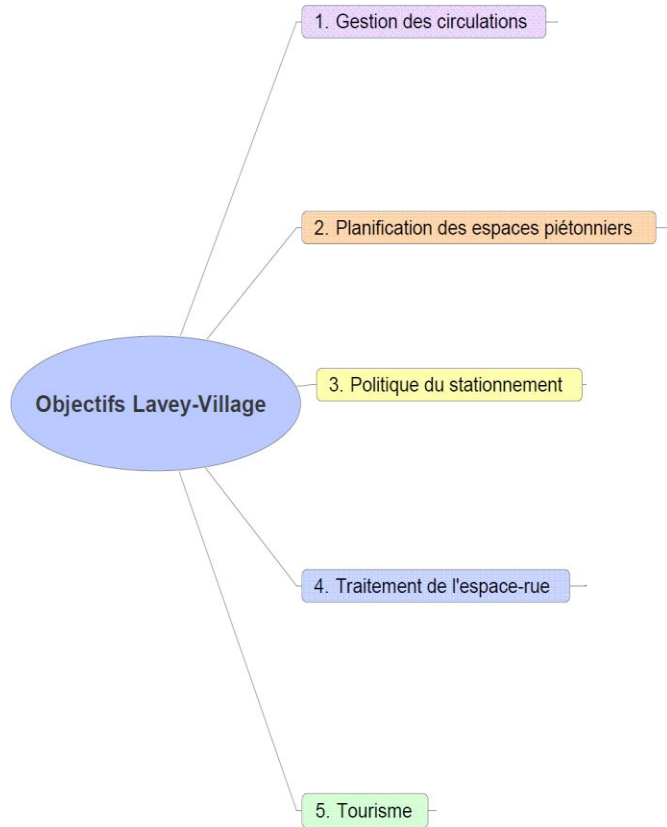 1. Gestion des circulations
2. Planification des espaces piétonniers
Objectifs Lavey-Village
3. Politique du stationnement
4. Traitement de l'espace-rue
5. Tourisme